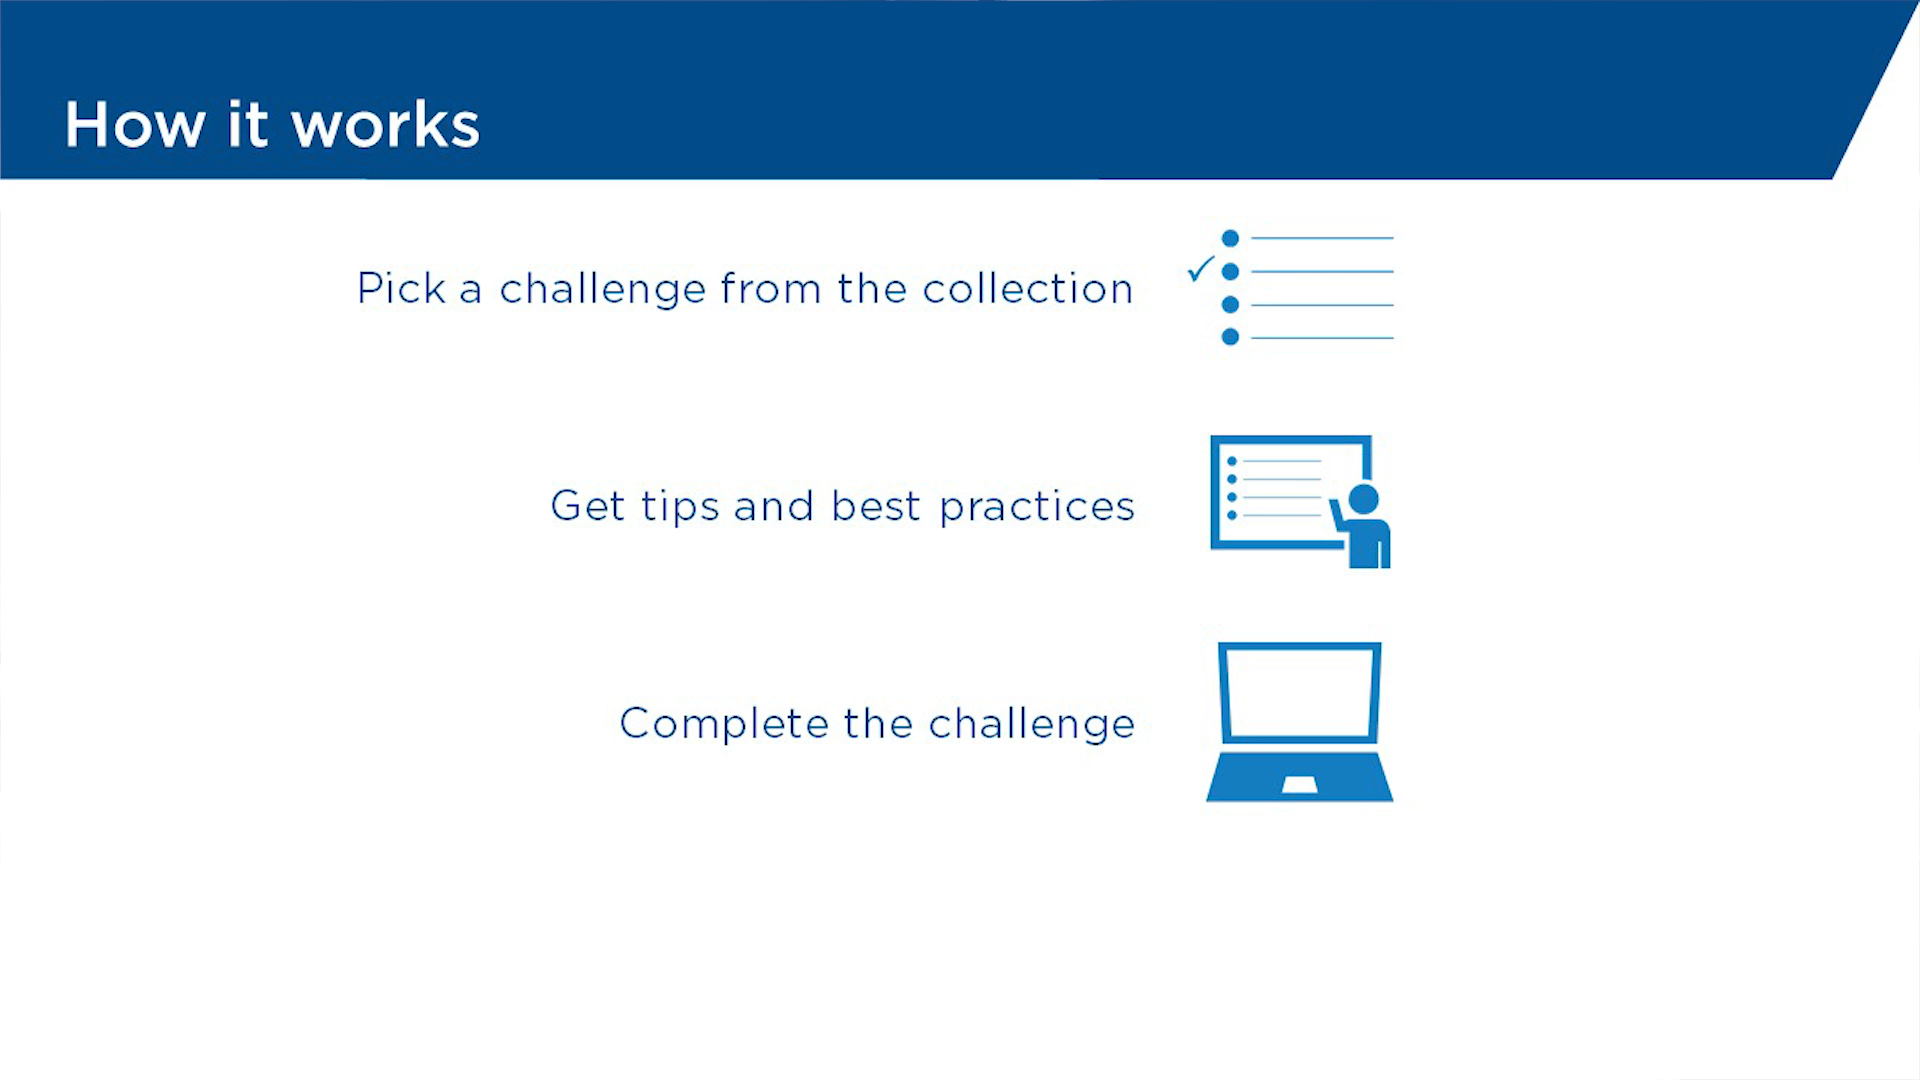 How it works
Pick a challenge from the collection
Get tips and best practices
Complete the challenge